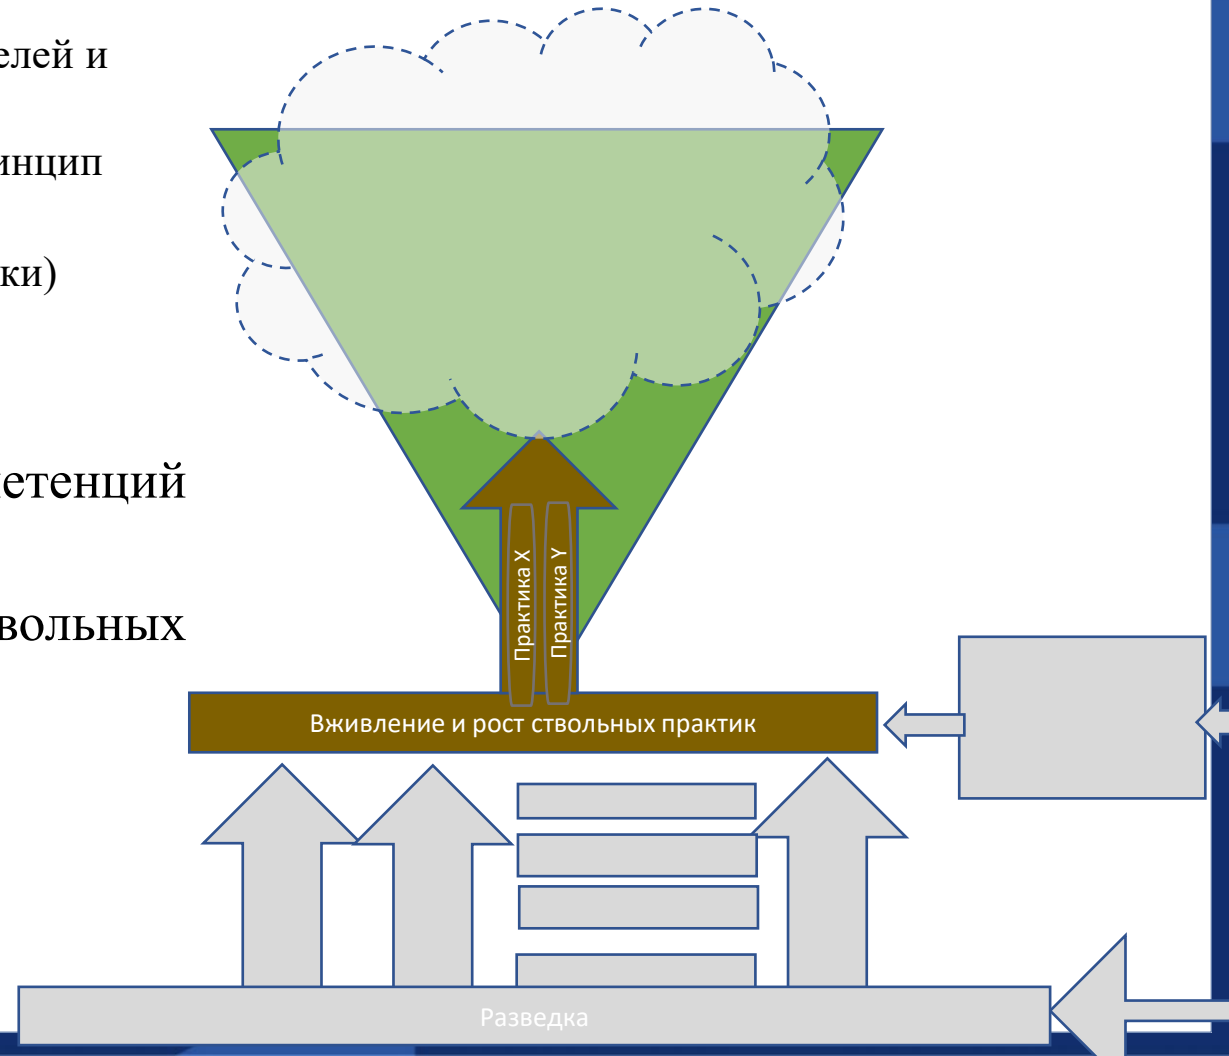 елей и
инцип
ки)
етенций
вольных
Практика X
Практика Y
Вживление и рост ствольных практик
Разведка